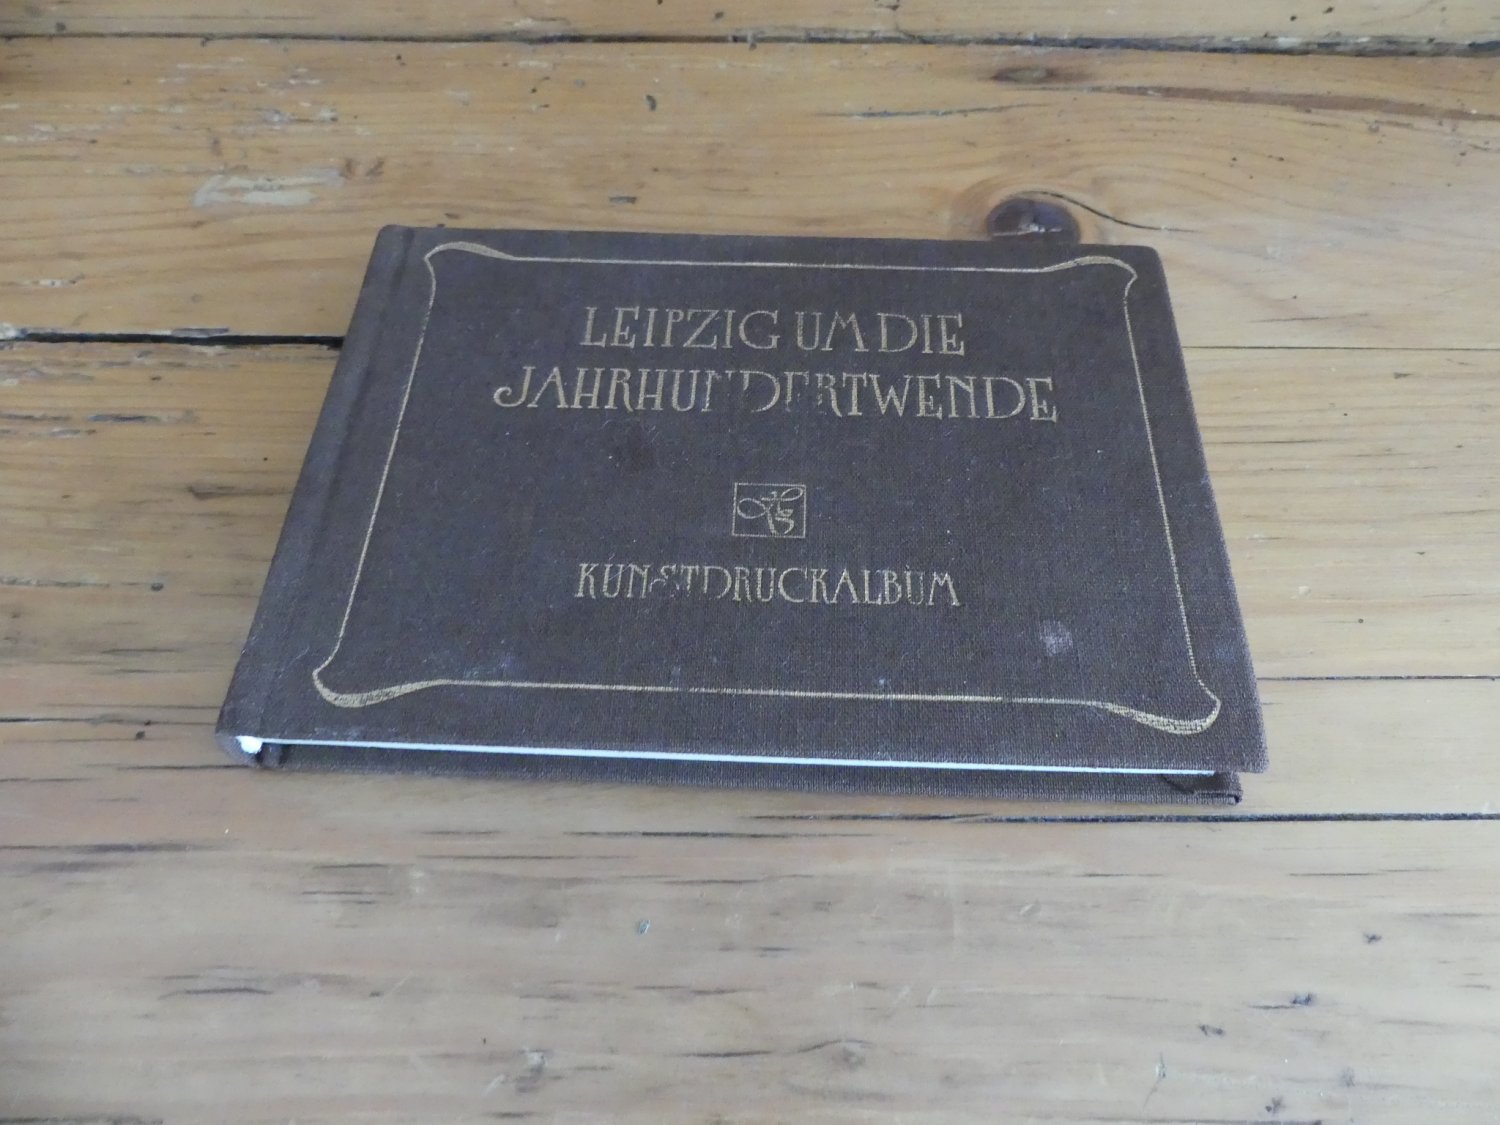 LEIPZIG UM DIE
JAHRHUNDERTWENDE
KUNSTDRUCKALBUM